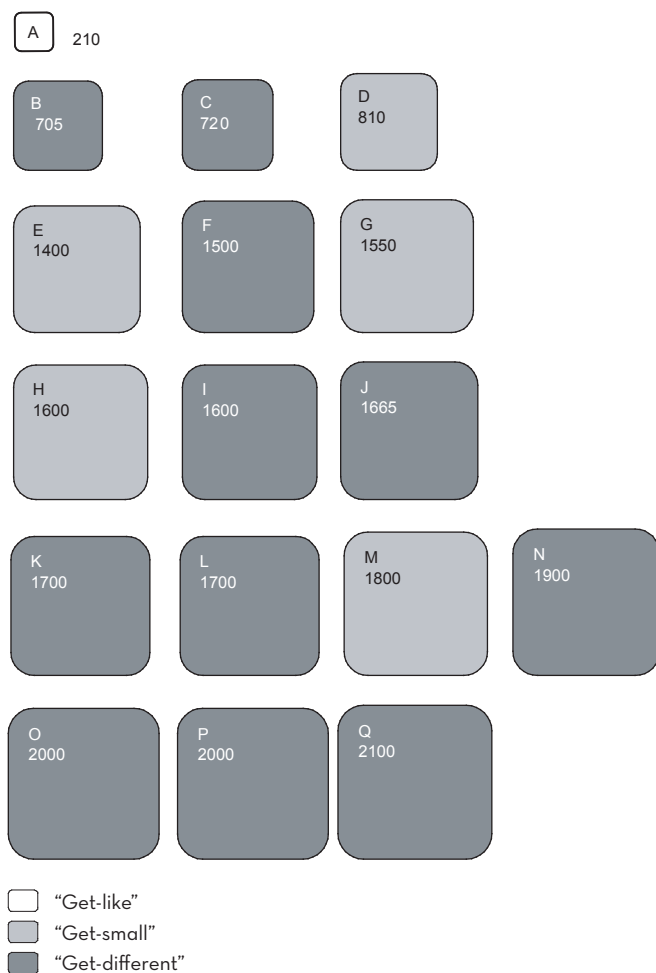 A 210
B
705
C
720
D
810
E
1400
F
1500
G
1550
H
1600
I
1600
J
1665
K
1700
L
1700
M
1800
N
1900
O
2000
P
2000
Q
2100
“Get-like”
“Get-small”
“Get-different”